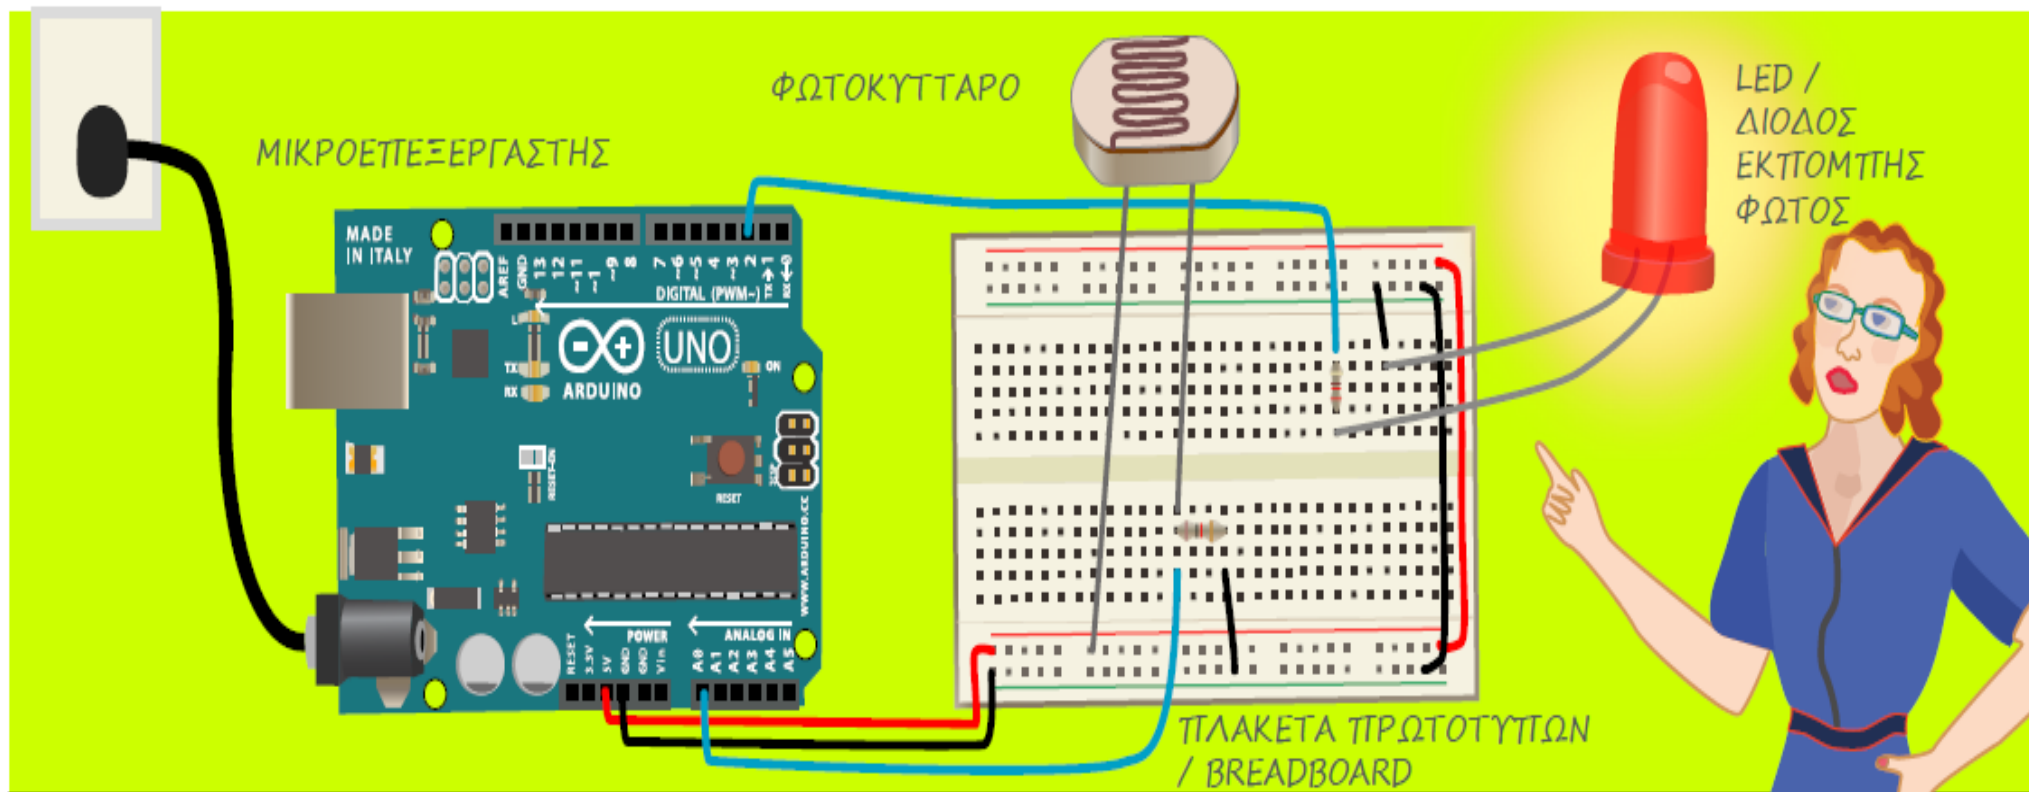 ΜΙΚΡΟΕΠΕΞΕΡΓΑΣΤΗΣ
ΦΩΤΟΚΥΤΤΑΡΟ
LED /
ΔΙΟΔΟΣ
ΕΚΠΟΜΠΗΣ
ΦΩΤΟΣ
MADE
IN ITALY
AREF
GND
13
12
~11
~1
~9
8
7
~6
~5
4
~3
2
TX→1
RX←0
DIGITAL (PWM~)
L
TX
RX
ARDUINO
UNO
ON
RESET-EN
RESET
ICSP
WWW.ARDUINO.CC
POWER
ANALOG IN
RESET
3.3V
5V
GND
GND
Vin
A0
A1
A2
A3
A4
A5
ΠΛΑΚΕΤΑ ΠΡΩΤΟΤΥΠΩΝ
/ BREADBOARD